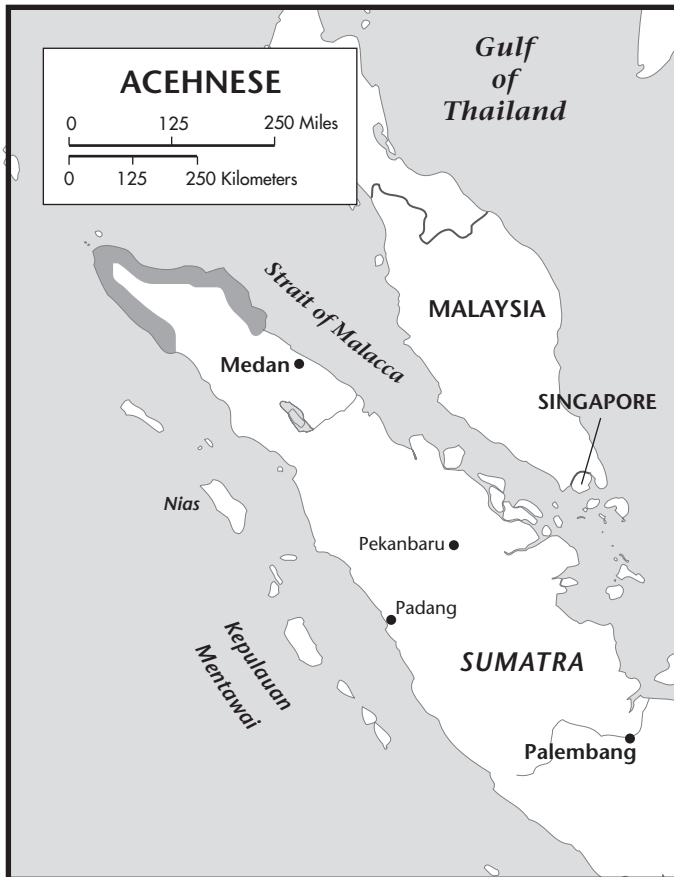 ACEHNESE
0 125 250 Miles
0 125 250 Kilometers
Gulf
of
Thailand
Strait of Malacca
MALAYSIA
Medan
SINGAPORE
Nias
Pekanbaru
Padang
Kepulauan
Mentawai
SUMATRA
Palembang